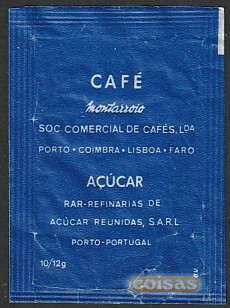 CAFÉ
Montarroio
SOC. COMERCIAL DE CAFÉS, LDA
PORTO • COIMBRA • LISBOA • FARO
AÇÚCAR
RAR-REFINARIAS DE
AÇÚCAR REUNIDAS, S.A.R.L
PORTO-PORTUGAL
10/12g
coisas